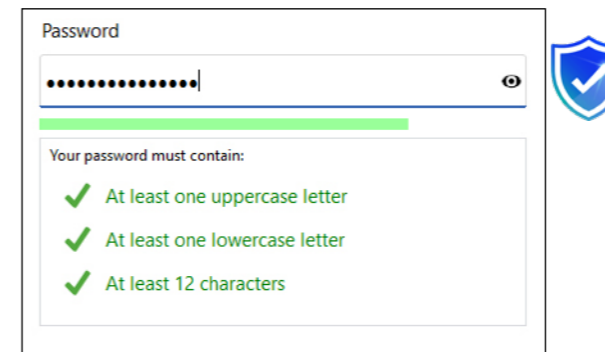 Password
•••••••••••••••
Your password must contain:
At least one uppercase letter
At least one lowercase letter
At least 12 characters